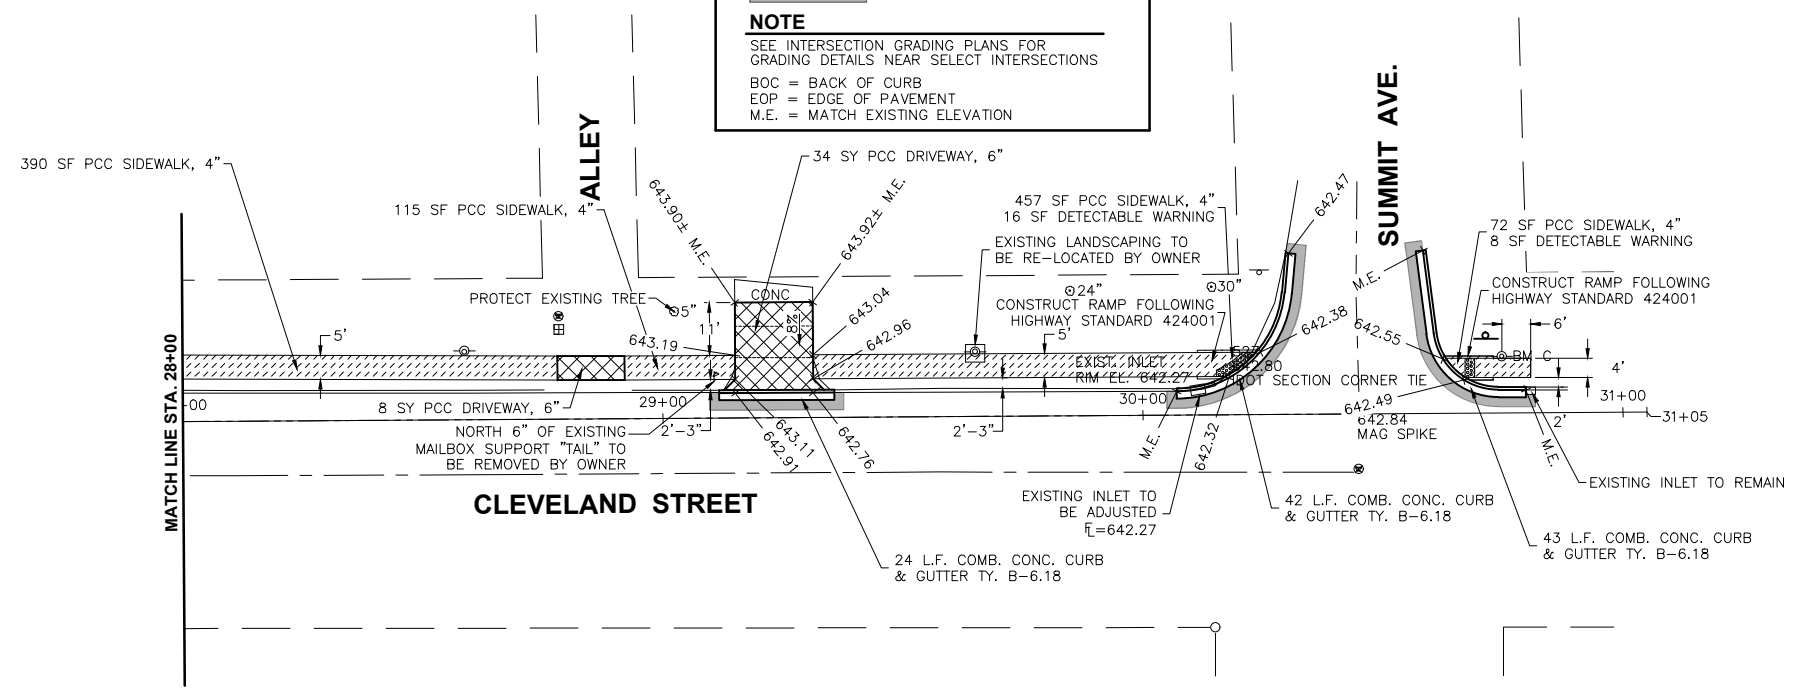 NOTE
SEE INTERSECTION GRADING PLANS FOR
GRADING DETAILS NEAR SELECT INTERSECTIONS
BOC = BACK OF CURB
EOP = EDGE OF PAVEMENT
M.E. = MATCH EXISTING ELEVATION
SUMMIT AVE.
ALLEY
390 SF PCC SIDEWALK, 4"
34 SY PCC DRIVEWAY, 6"
115 SF PCC SIDEWALK, 4"
643.90± M.E.
643.92± M.E.
457 SF PCC SIDEWALK, 4"
16 SF DETECTABLE WARNING
642.47
72 SF PCC SIDEWALK, 4"
8 SF DETECTABLE WARNING
EXISTING LANDSCAPING TO
BE RE-LOCATED BY OWNER
M.E.
CONSTRUCT RAMP FOLLOWING
HIGHWAY STANDARD 424001
PROTECT EXISTING TREE
5"
CONC
24"
30"
CONSTRUCT RAMP FOLLOWING
HIGHWAY STANDARD 424001
11'
8%
643.04
642.96
642.38
642.55
6'
5'
643.19
5'
EXIST. INLET
RIM EL. 642.27
642.80
IDOT SECTION CORNER TIE
BM C
4'
MATCH LINE STA. 28+00
+00
8 SY PCC DRIVEWAY, 6"
29+00
30+00
642.49
31+00
31+05
2'
NORTH 6" OF EXISTING
MAILBOX SUPPORT "TAIL" TO
BE REMOVED BY OWNER
2'-3"
643.11
642.91
642.76
2'-3"
M.E.
642.32
642.84
MAG SPIKE
M.E.
CLEVELAND STREET
EXISTING INLET TO REMAIN
EXISTING INLET TO
BE ADJUSTED
FL=642.27
42 L.F. COMB. CONC. CURB
& GUTTER TY. B-6.18
43 L.F. COMB. CONC. CURB
& GUTTER TY. B-6.18
24 L.F. COMB. CONC. CURB
& GUTTER TY. B-6.18